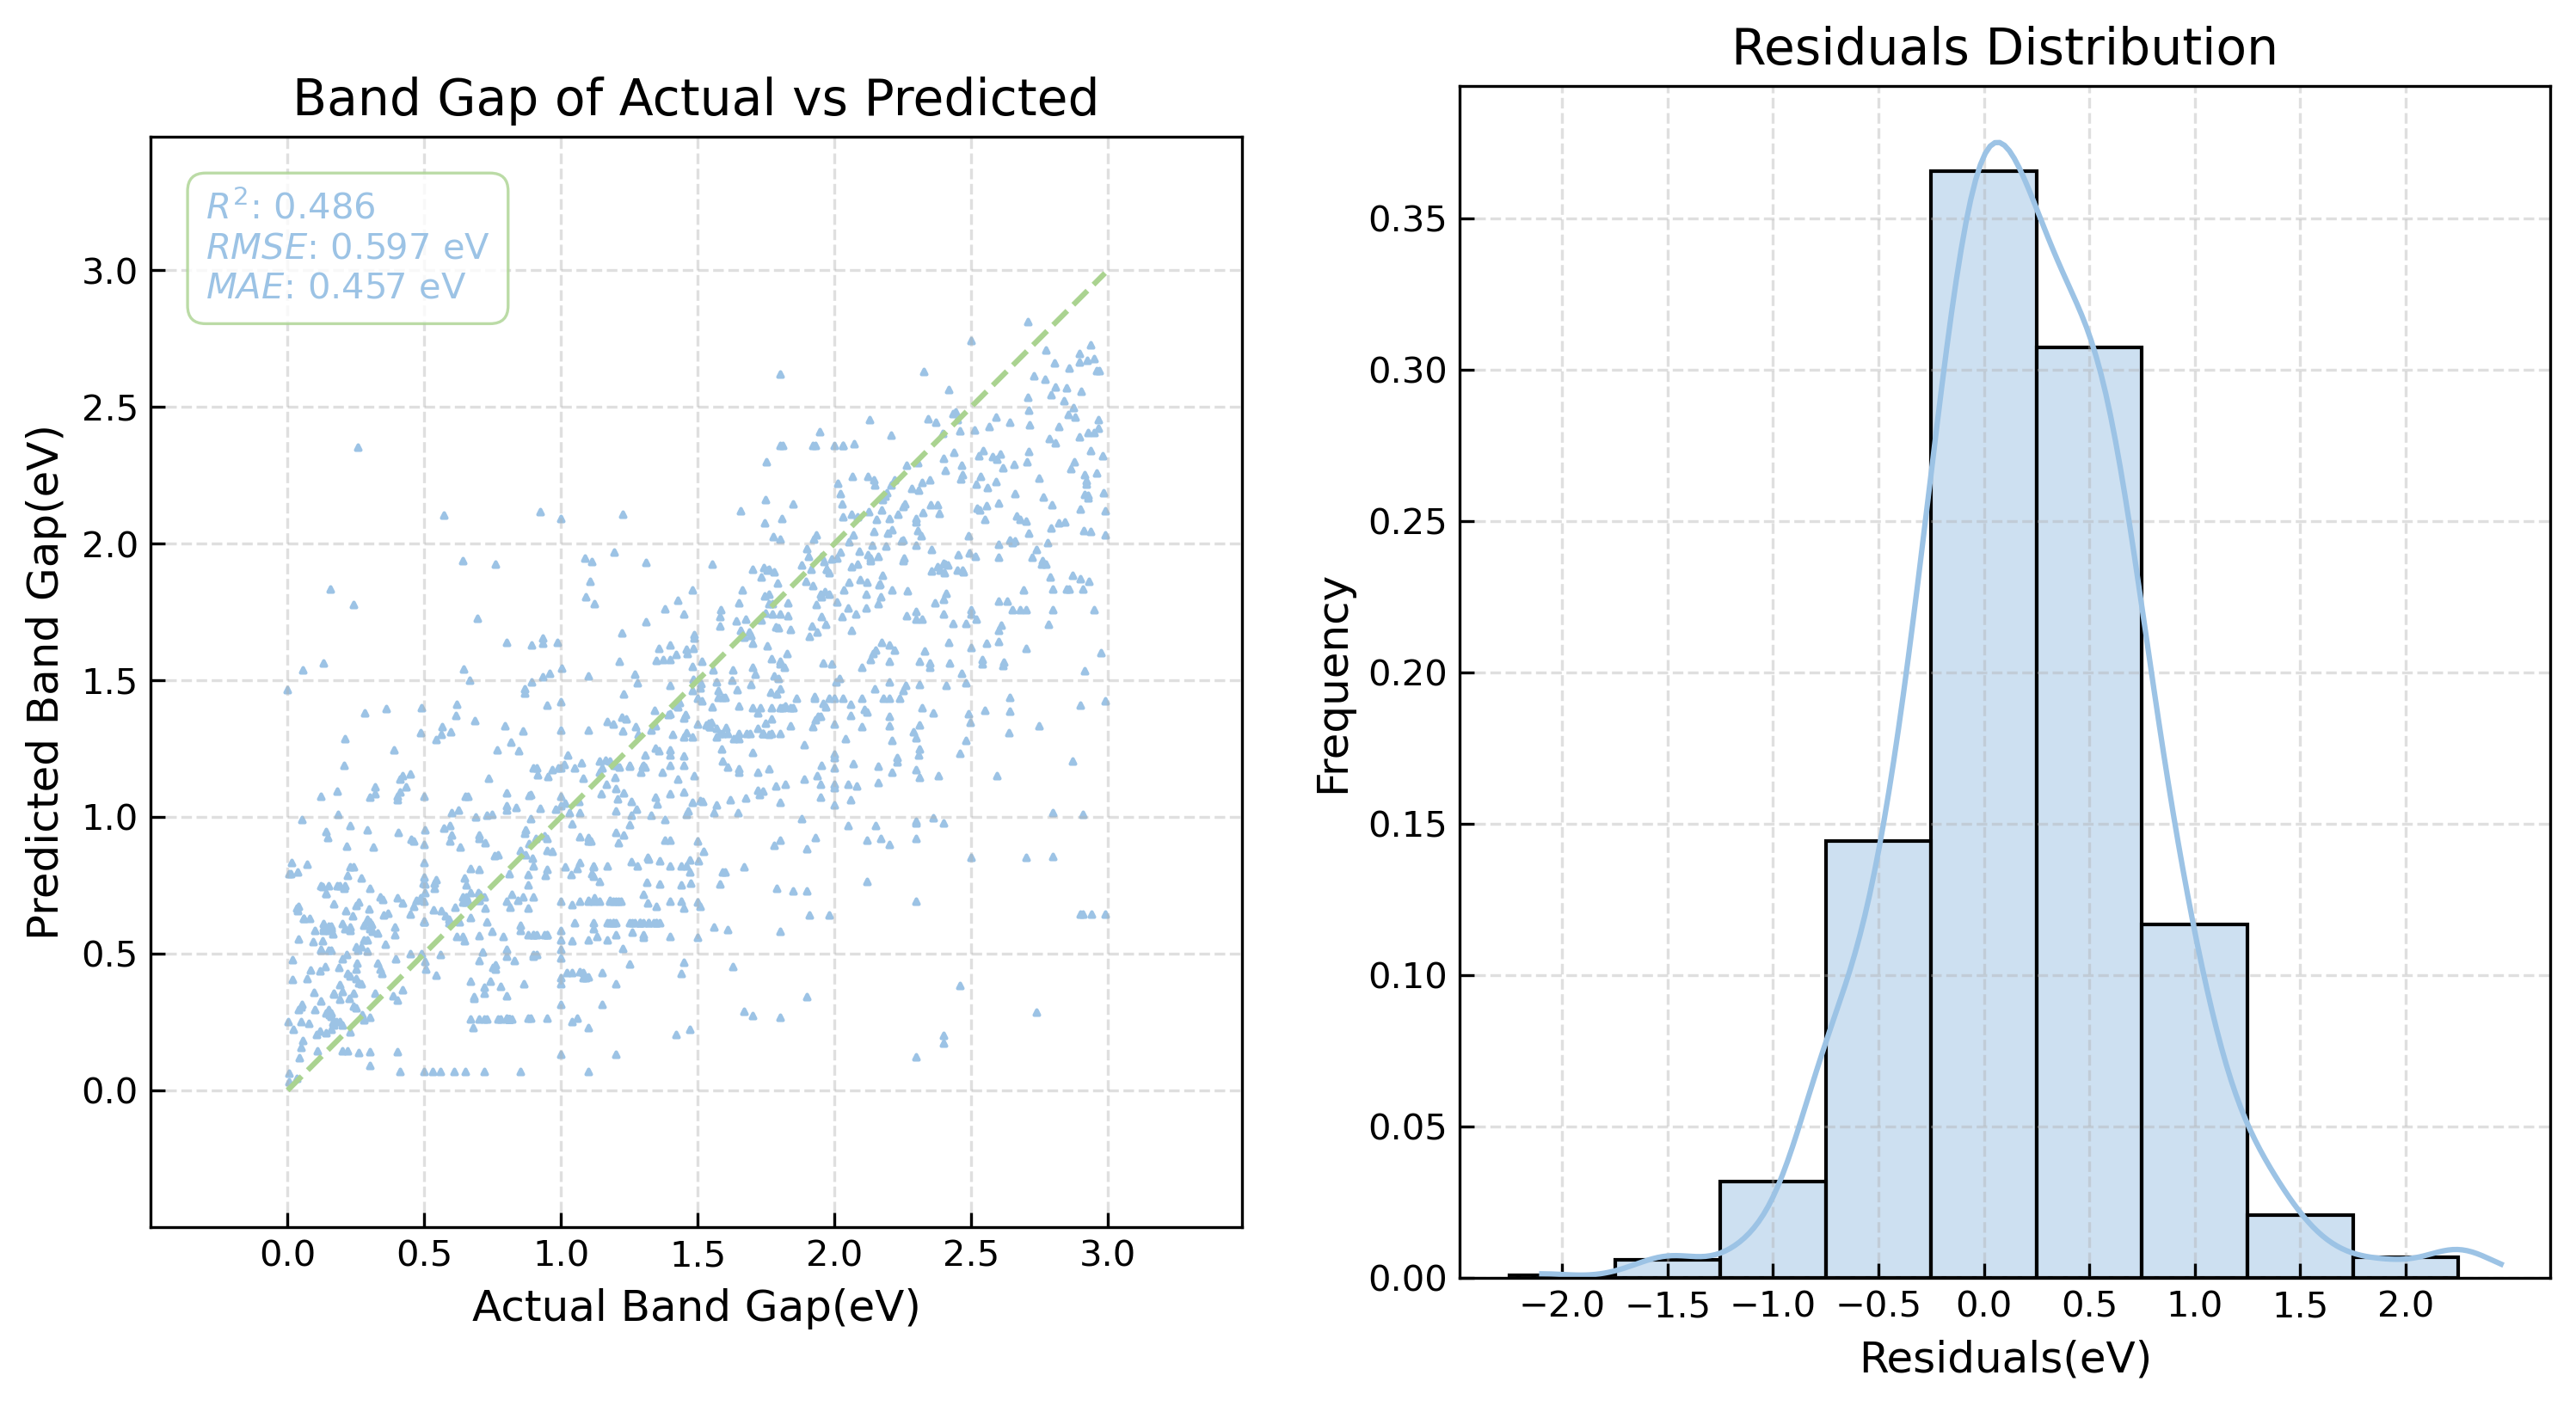 Band Gap of Actual vs Predicted
R²: 0.486
RMSE: 0.597 eV
MAE: 0.457 eV
Predicted Band Gap(eV)
3.0
2.5
2.0
1.5
1.0
0.5
0.0
0.0 0.5 1.0 1.5 2.0 2.5 3.0
Actual Band Gap(eV)
Residuals Distribution
Frequency
0.35
0.30
0.25
0.20
0.15
0.10
0.05
0.00
−2.0 −1.5 −1.0 −0.5 0.0 0.5 1.0 1.5 2.0
Residuals(eV)